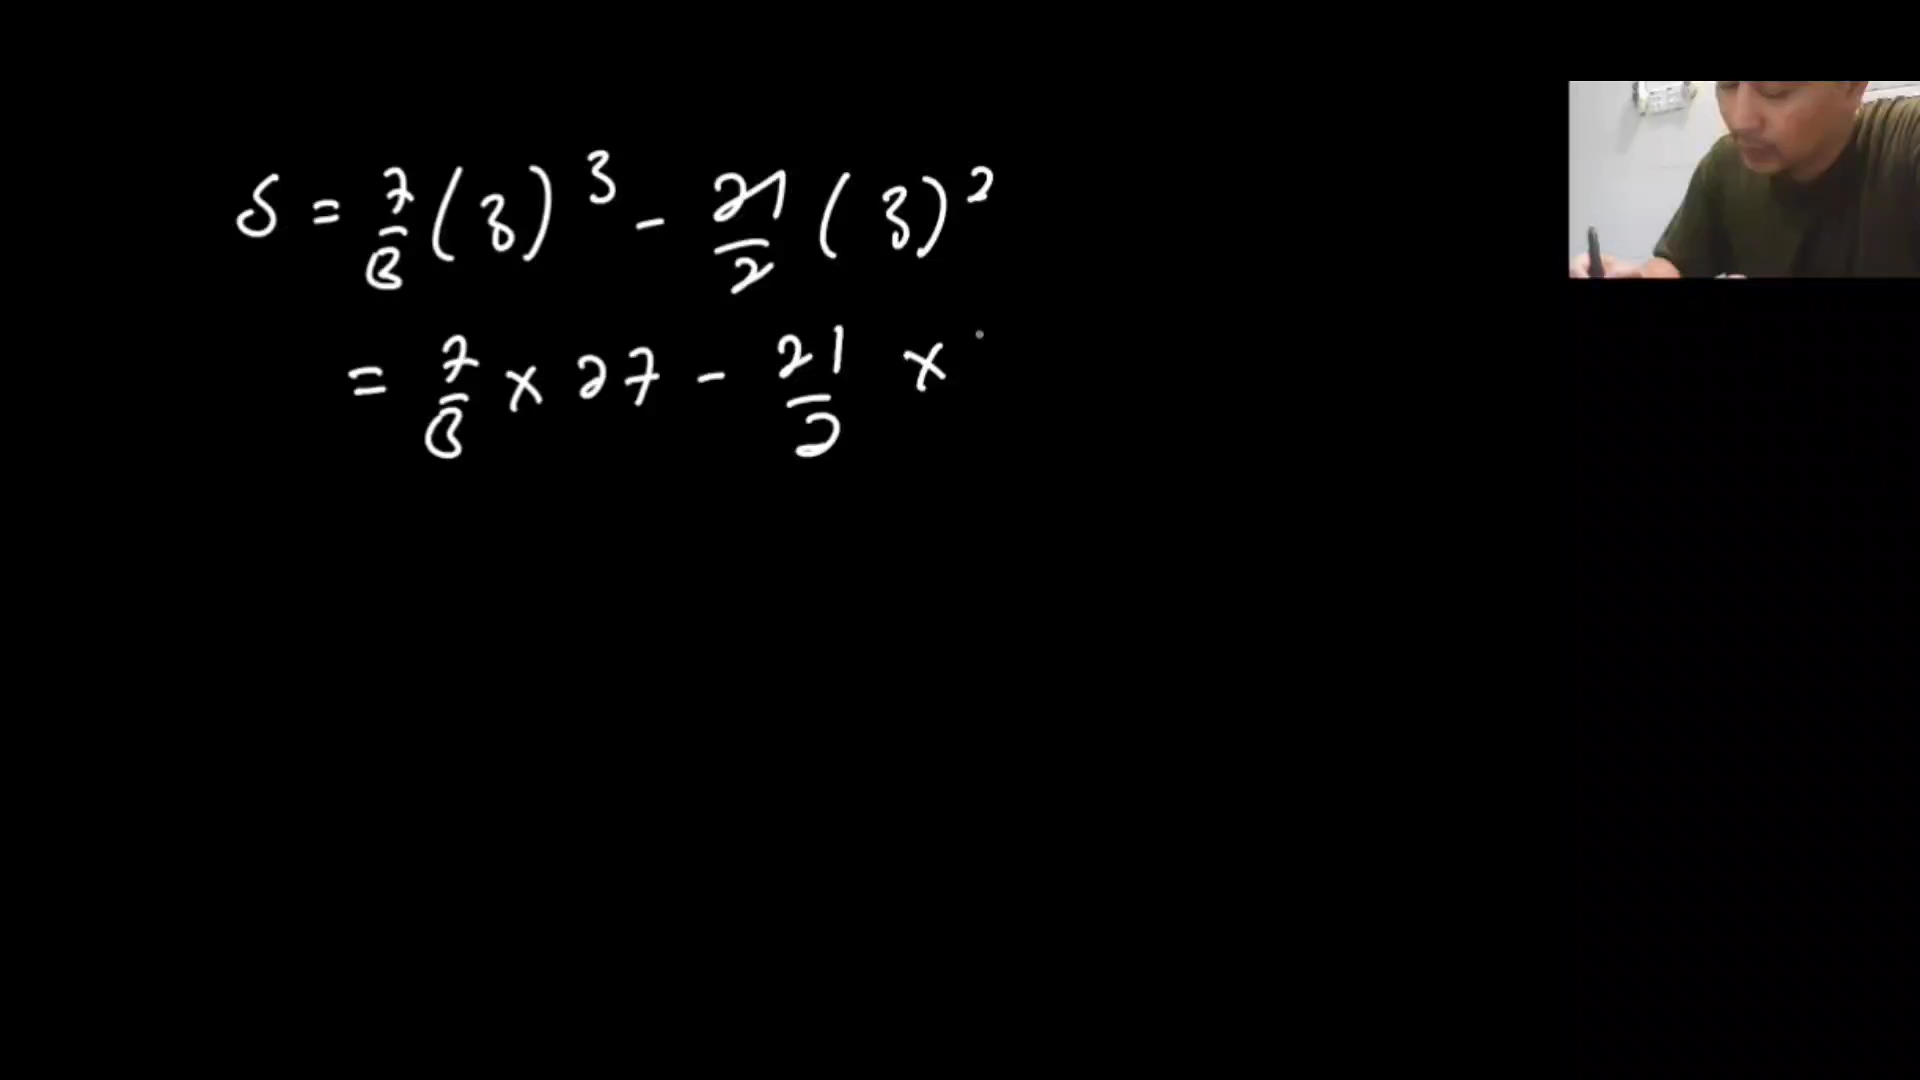 S = 7/3 (3)^3 - 21/2 (3)^2
= 7/3 x 27 - 21/2 x